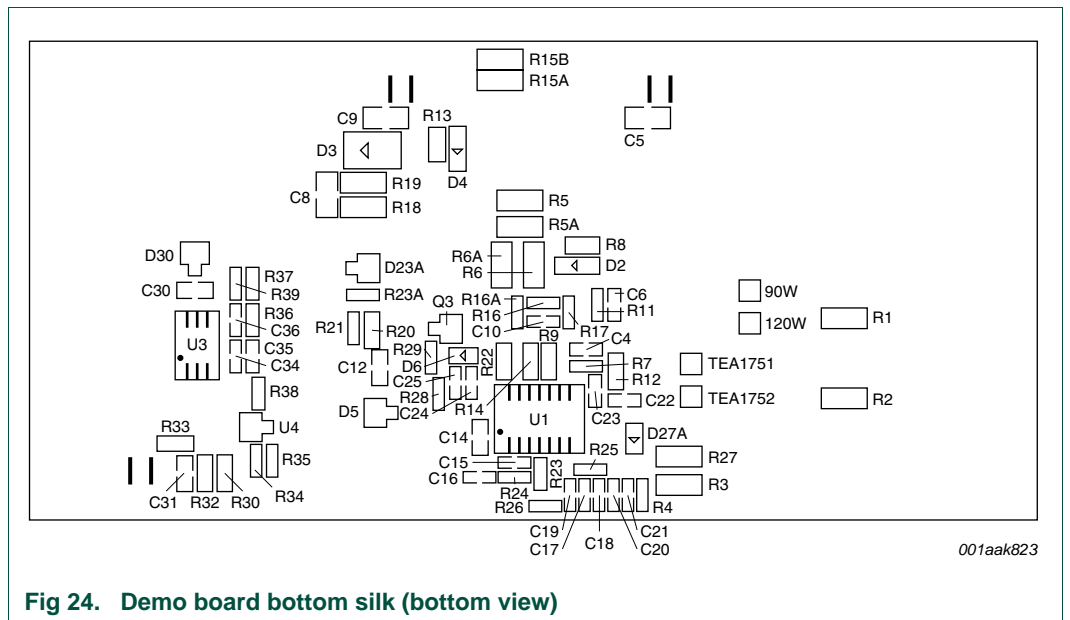 R15B
R15A
C9
R13
C5
D3
D4
R19
C8
R18
R5
R5A
D30
D23A
R6A
R8
R6
D2
C30
R37
R39
R23A
Q3
R16A
C6
90W
R36
R16
R11
C36
R21
R20
C10
R17
120W
R1
U3
R29
R9
C4
C35
D6
R22
R7
TEA1751
C34
C12
C25
R12
R38
R28
TEA1752
R2
C24
R14
C23
C22
D5
U1
U4
R33
C14
D27A
R35
C15
R25
R27
C16
R23
R34
R24
R3
C31
R32
R30
R26
R4
C19
C21
C17
C18
C20
001aak823
Fig 24. Demo board bottom silk (bottom view)